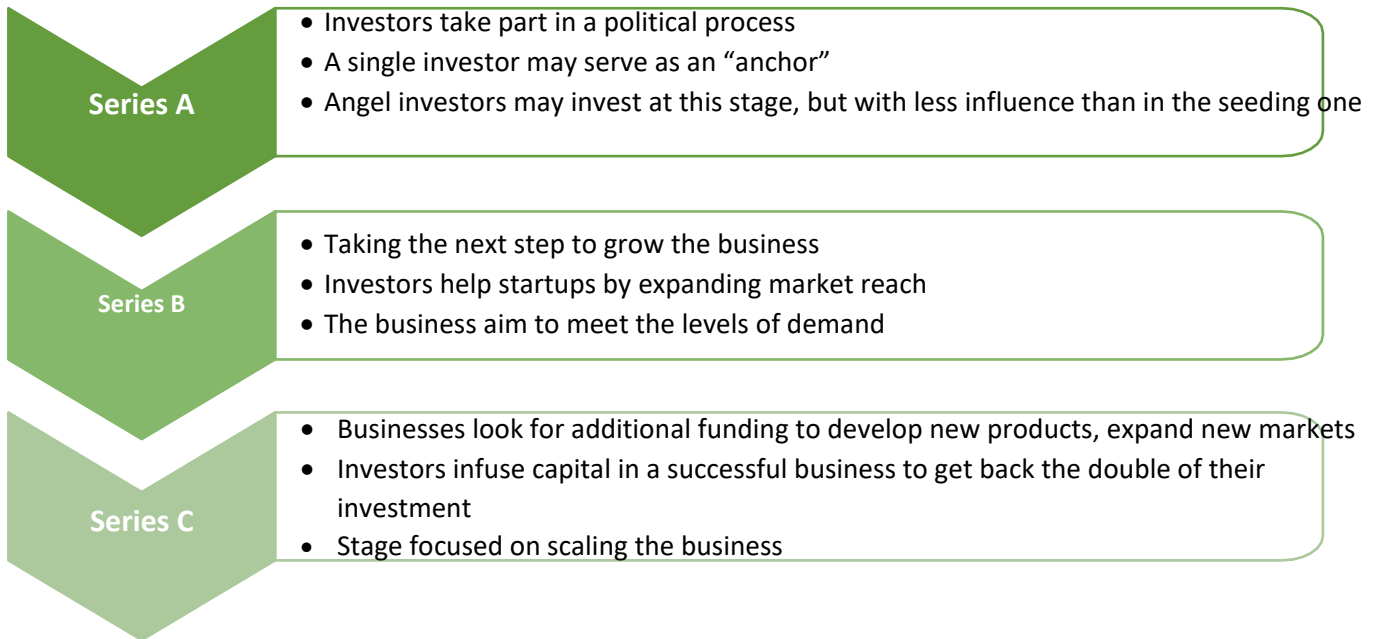 Series A
• Investors take part in a political process
• A single investor may serve as an “anchor”
• Angel investors may invest at this stage, but with less influence than in the seeding one
Series B
• Taking the next step to grow the business
• Investors help startups by expanding market reach
• The business aim to meet the levels of demand
Series C
• Businesses look for additional funding to develop new products, expand new markets
• Investors infuse capital in a successful business to get back the double of their
investment
• Stage focused on scaling the business